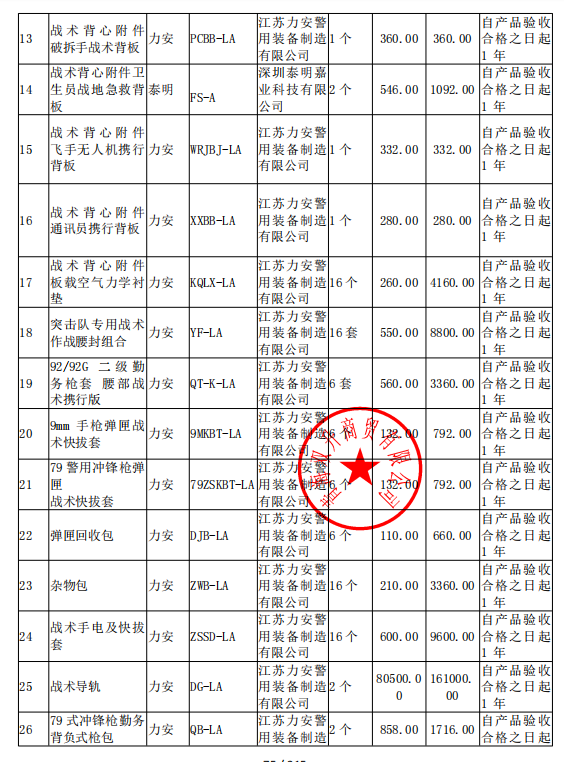 13 战术背心附件破拆手战术背板 力安 PCBB-LA 江苏力安警用装备制造有限公司 1 个 360.00 360.00 自产品验收合格之日起 1 年
14 战术背心附件卫生员战地急救背板 泰明 FS-A 深圳泰明嘉业科技有限公司 2 个 546.00 1092.00 自产品验收合格之日起 1 年
15 战术背心附件飞手无人机携行背板 力安 WRJBJ-LA 江苏力安警用装备制造有限公司 1 个 332.00 332.00 自产品验收合格之日起 1 年
16 战术背心附件通讯员携行背板 力安 XXBB-LA 江苏力安警用装备制造有限公司 1 个 280.00 280.00 自产品验收合格之日起 1 年
17 战术背心附件板载空气力学衬垫 力安 KQLX-LA 江苏力安警用装备制造有限公司 16 个 260.00 4160.00 自产品验收合格之日起 1 年
18 突击队专用战术作战腰封组合 力安 YF-LA 江苏力安警用装备制造有限公司 16 套 550.00 8800.00 自产品验收合格之日起 1 年
19 92/92G 二级勤务枪套 腰部战术携行版 力安 QT-K-LA 江苏力安警用装备制造有限公司 6 套 560.00 3360.00 自产品验收合格之日起 1 年
20 9mm 手枪弹匣战术快拔套 力安 9MKBT-LA 江苏力安警用装备制造有限公司 6 个 132.00 792.00 自产品验收合格之日起 1 年
21 79 警用冲锋枪弹匣战术快拔套 力安 79ZSKBT-LA 江苏力安警用装备制造有限公司 6 个 132.00 792.00 自产品验收合格之日起 1 年
商贸有限公司
22 弹匣回收包 力安 DJB-LA 江苏力安警用装备制造有限公司 6 个 110.00 660.00 自产品验收合格之日起 1 年
23 杂物包 力安 ZWB-LA 江苏力安警用装备制造有限公司 16 个 210.00 3360.00 自产品验收合格之日起 1 年
24 战术手电及快拔套 力安 ZSSD-LA 江苏力安警用装备制造有限公司 16 个 600.00 9600.00 自产品验收合格之日起 1 年
25 战术导轨 力安 DG-LA 江苏力安警用装备制造有限公司 2 个 80500.00 161000.00 自产品验收合格之日起 1 年
26 79 式冲锋枪勤务背负式枪包 力安 QB-LA 江苏力安警用装备制造 2 个 858.00 1716.00 自产品验收合格之日起